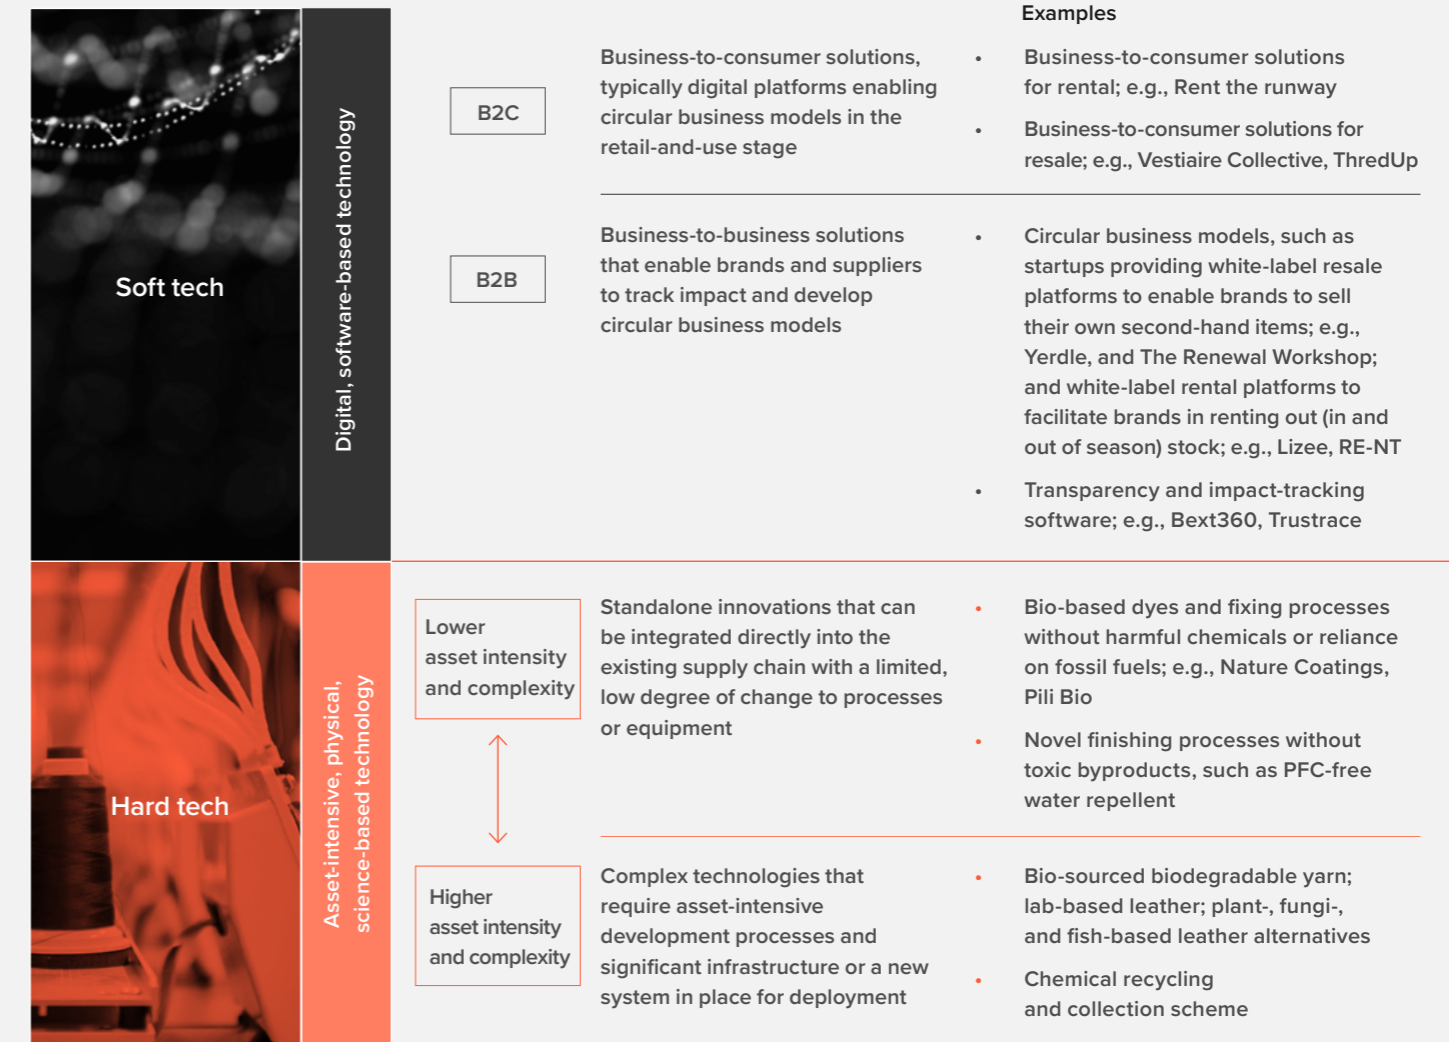 Examples
Soft tech
Digital, software-based technology
B2C
Business-to-consumer solutions,
typically digital platforms enabling
circular business models in the
retail-and-use stage
• Business-to-consumer solutions
for rental; e.g., Rent the runway
• Business-to-consumer solutions for
resale; e.g., Vestiaire Collective, ThredUp
B2B
Business-to-business solutions
that enable brands and suppliers
to track impact and develop
circular business models
• Circular business models, such as
startups providing white-label resale
platforms to enable brands to sell
their own second-hand items; e.g.,
Yerdle, and The Renewal Workshop;
and white-label rental platforms to
facilitate brands in renting out (in and
out of season) stock; e.g., Lizee, RE-NT
• Transparency and impact-tracking
software; e.g., Bext360, Trustrace
Hard tech
Asset-intensive, physical,
science-based technology
Lower
asset intensity
and complexity
Standalone innovations that can
be integrated directly into the
existing supply chain with a limited,
low degree of change to processes
or equipment
• Bio-based dyes and fixing processes
without harmful chemicals or reliance
on fossil fuels; e.g., Nature Coatings,
Pili Bio
• Novel finishing processes without
toxic byproducts, such as PFC-free
water repellent
Higher
asset intensity
and complexity
Complex technologies that
require asset-intensive
development processes and
significant infrastructure or a new
system in place for deployment
• Bio-sourced biodegradable yarn;
lab-based leather; plant-, fungi-,
and fish-based leather alternatives
• Chemical recycling
and collection scheme